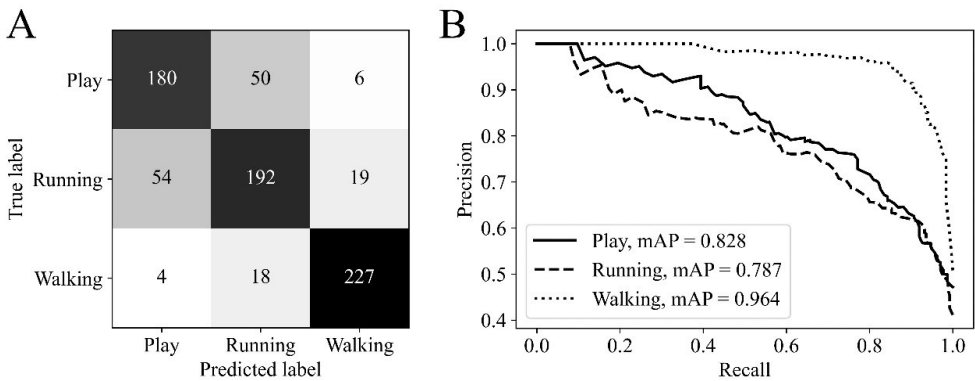 A
True label
Play
180 50 6
Running
54 192 19
Walking
4 18 227
Play Running Walking
Predicted label
B
Precision
1.0
0.9
0.8
0.7
0.6
0.5
0.4
Play, mAP = 0.828
Running, mAP = 0.787
Walking, mAP = 0.964
0.0 0.2 0.4 0.6 0.8 1.0
Recall